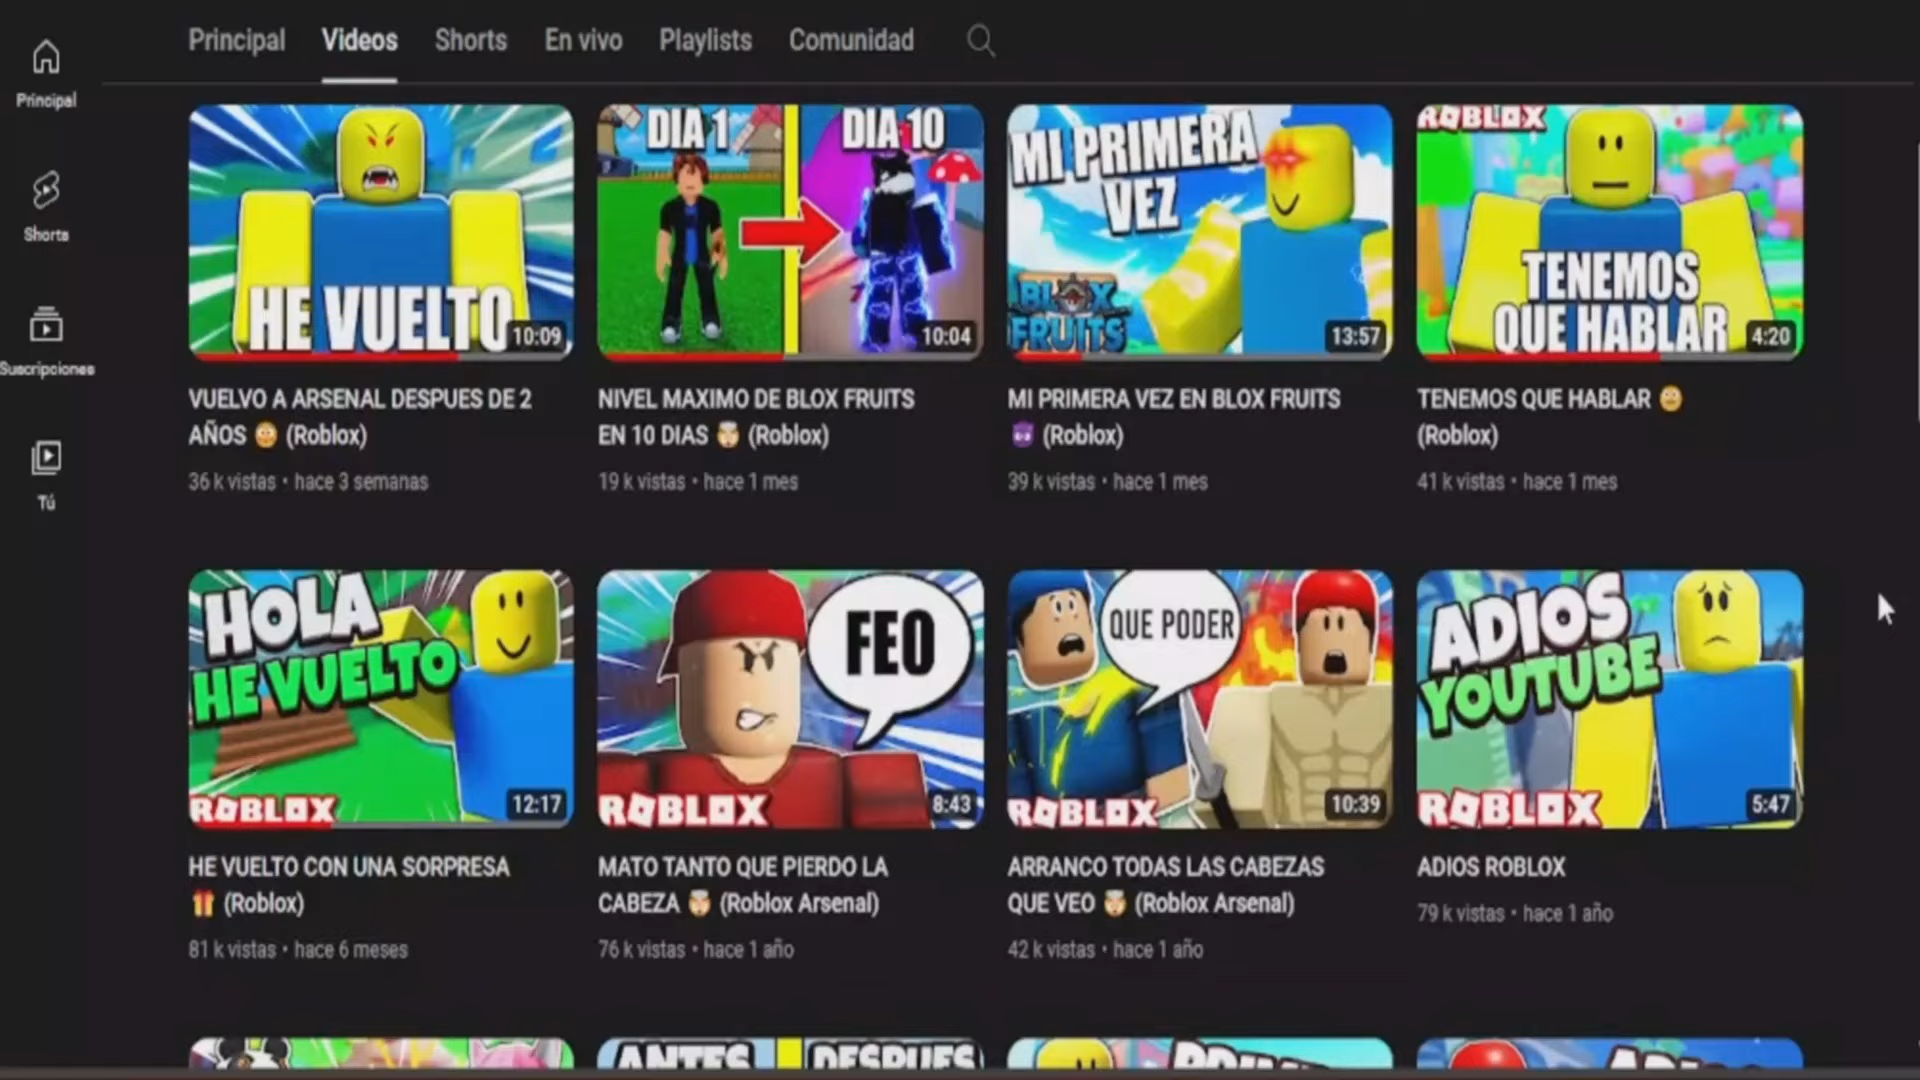 Principal Videos Shorts En vivo Playlists Comunidad
Principal
Shorts
Suscripciones
Tú
HE VUELTO
10:09
DIA 1 DIA 10
10:04
MI PRIMERA
VEZ
BLOX
FRUITS
13:57
ROBLOX
TENEMOS
QUE HABLAR
4:20
VUELVO A ARSENAL DESPUES DE 2
AÑOS 😳 (Roblox)
36 k vistas • hace 3 semanas
NIVEL MAXIMO DE BLOX FRUITS
EN 10 DIAS 🤯 (Roblox)
19 k vistas • hace 1 mes
MI PRIMERA VEZ EN BLOX FRUITS
😈 (Roblox)
39 k vistas • hace 1 mes
TENEMOS QUE HABLAR 😳
(Roblox)
41 k vistas • hace 1 mes
HOLA
HE VUELTO
ROBLOX
12:17
FEO
ROBLOX
8:43
QUE PODER
ROBLOX
10:39
ADIOS
YOUTUBE
ROBLOX
5:47
HE VUELTO CON UNA SORPRESA
🎁 (Roblox)
81 k vistas • hace 6 meses
MATO TANTO QUE PIERDO LA
CABEZA 🤯 (Roblox Arsenal)
76 k vistas • hace 1 año
ARRANCO TODAS LAS CABEZAS
QUE VEO 🤯 (Roblox Arsenal)
42 k vistas • hace 1 año
ADIOS ROBLOX
79 k vistas • hace 1 año
ANTES DESPUES